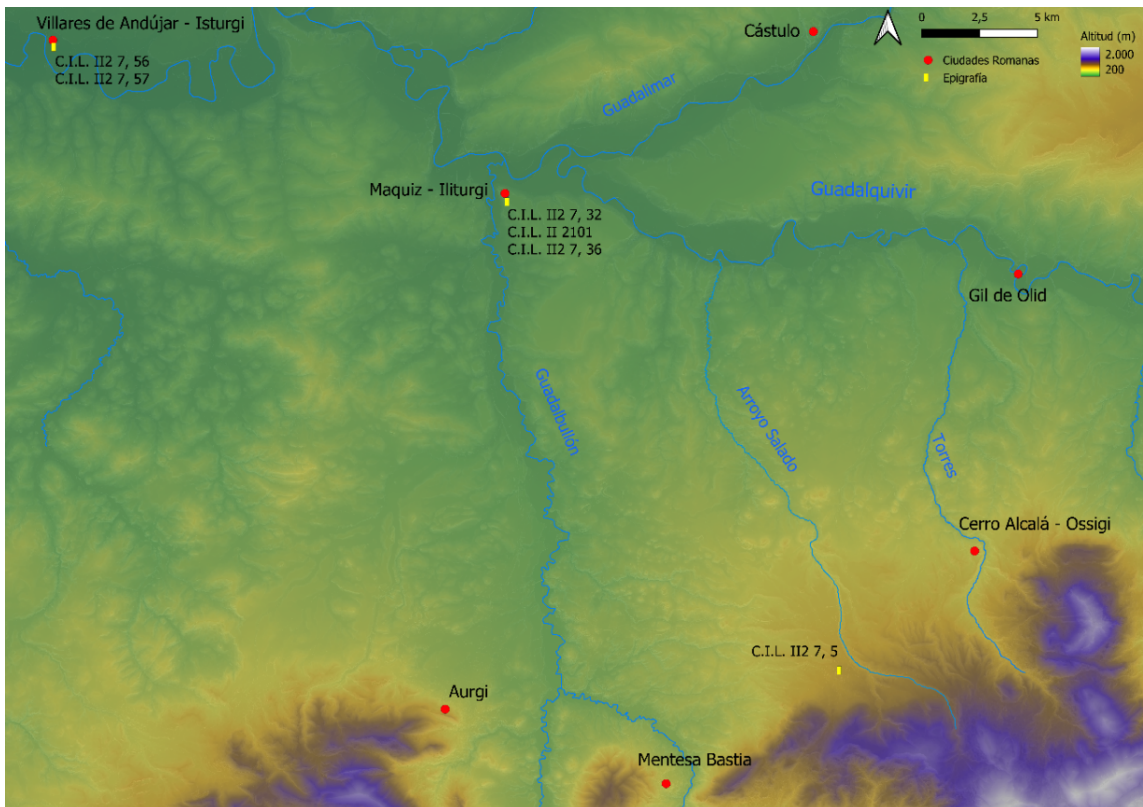 Villares de Andújar - Isturgi
C.I.L. II2 7, 56
C.I.L. II2 7, 57
Cástulo
0 2,5 5 km
Ciudades Romanas
Epigrafía
Altitud (m)
2.000
200
Guadalimar
Maquiz - Iliturgi
C.I.L. II2 7, 32
C.I.L. II 2101
C.I.L. II2 7, 36
Guadalquivir
Gil de Olid
Guadalbullón
Arroyo Salado
Torres
Cerro Alcalá - Ossigi
C.I.L. II2 7, 5
Aurgi
Mentesa Bastia